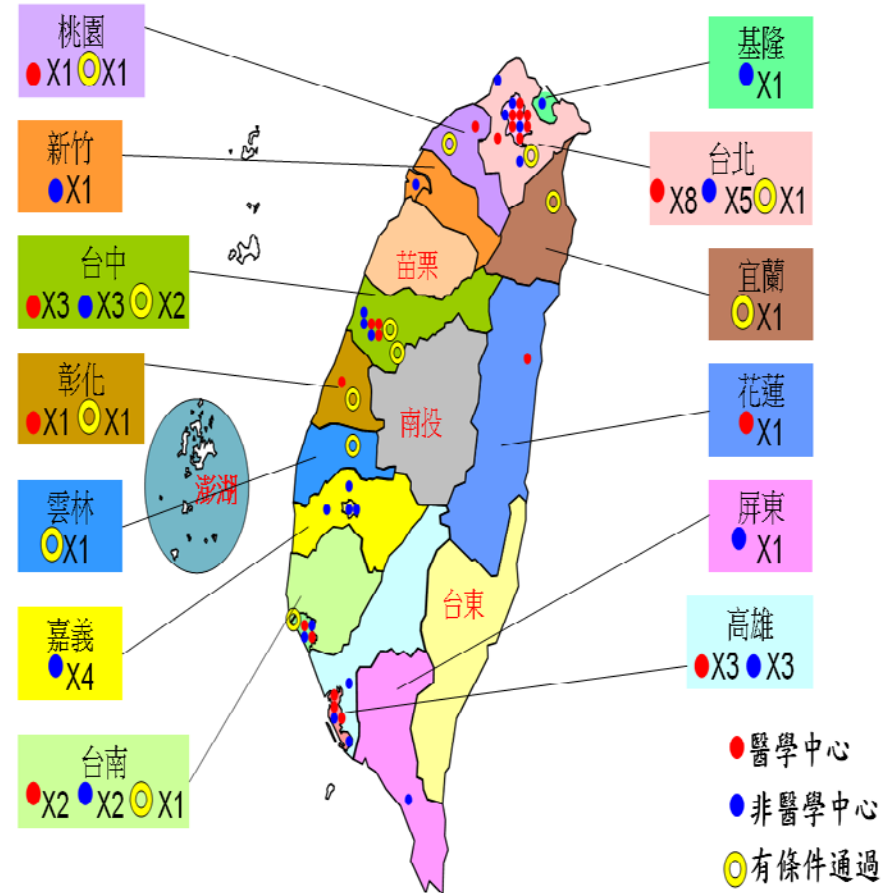 桃園
X1 X1
新竹
X1
台中
X3 X3 X2
彰化
X1 X1
雲林
X1
嘉義
X4
台南
X2 X2 X1
苗栗
南投
澎湖
台東
基隆
X1
台北
X8 X5 X1
宜蘭
X1
花蓮
X1
屏東
X1
高雄
X3 X3
醫學中心
非醫學中心
有條件通過